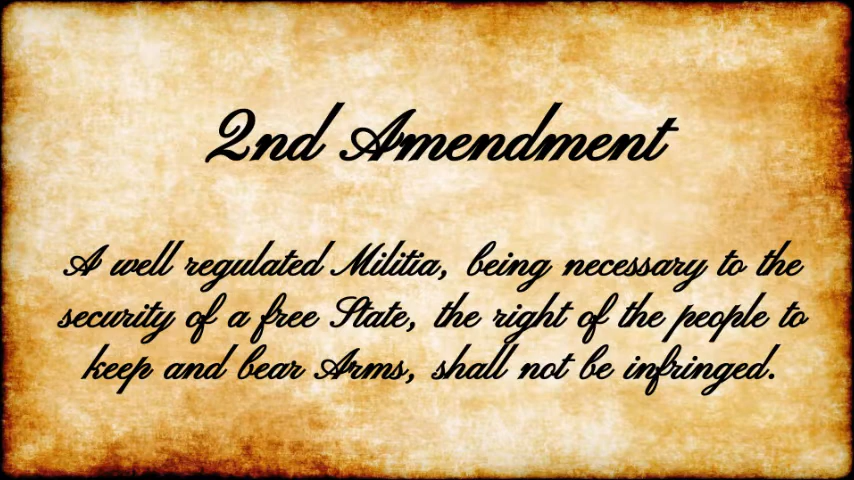 2nd Amendment
A well regulated Militia, being necessary to the
security of a free State, the right of the people to
keep and bear Arms, shall not be infringed.